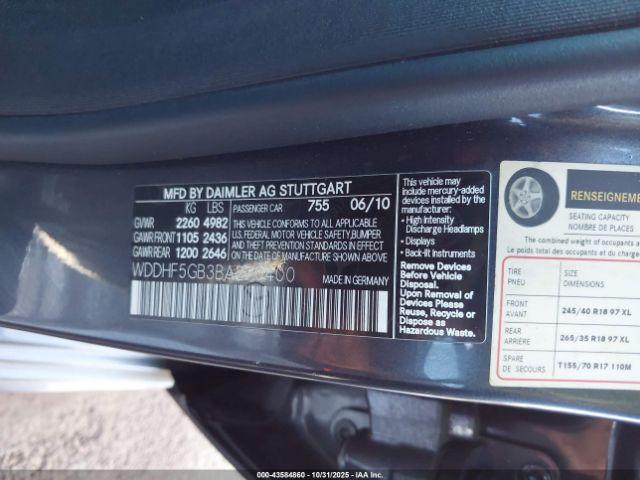 MFD BY DAIMLER AG STUTTGART
KG LBS PASSENGER CAR 755 06/10
GVWR 2260 4982
GAWR FRONT 1105 2436
GAWR REAR 1200 2646
THIS VEHICLE CONFORMS TO ALL APPLICABLE
U.S. FEDERAL MOTOR VEHICLE SAFETY, BUMPER
AND THEFT PREVENTION STANDARDS IN
EFFECT ON THE DATE OF MANUFACTURE
SHOWN ABOVE.
MADE IN GERMANY
This vehicle may
include mercury-added
devices installed by the
manufacturer:
• High Intensity
Discharge Headlamps
• Displays
• Back-lit Instruments
Remove Devices
Before Vehicle
Disposal.
Upon Removal of
Devices Please
Reuse, Recycle or
Dispose as
Hazardous Waste.
RENSEIGNEME
SEATING CAPACITY
NOMBRE DE PLACES
The combined weight of occupants
Le poids total des occupants et du charge
TIRE SIZE
PNEU DIMENSIONS
FRONT
AVANT
245/40 R18 97 XL
REAR
ARRIÈRE
265/35 R18 97 XL
SPARE
DE SECOURS
T155/70 R17 110M
© IAA - 43584860 - 10/31/2025 - IAAI.COM